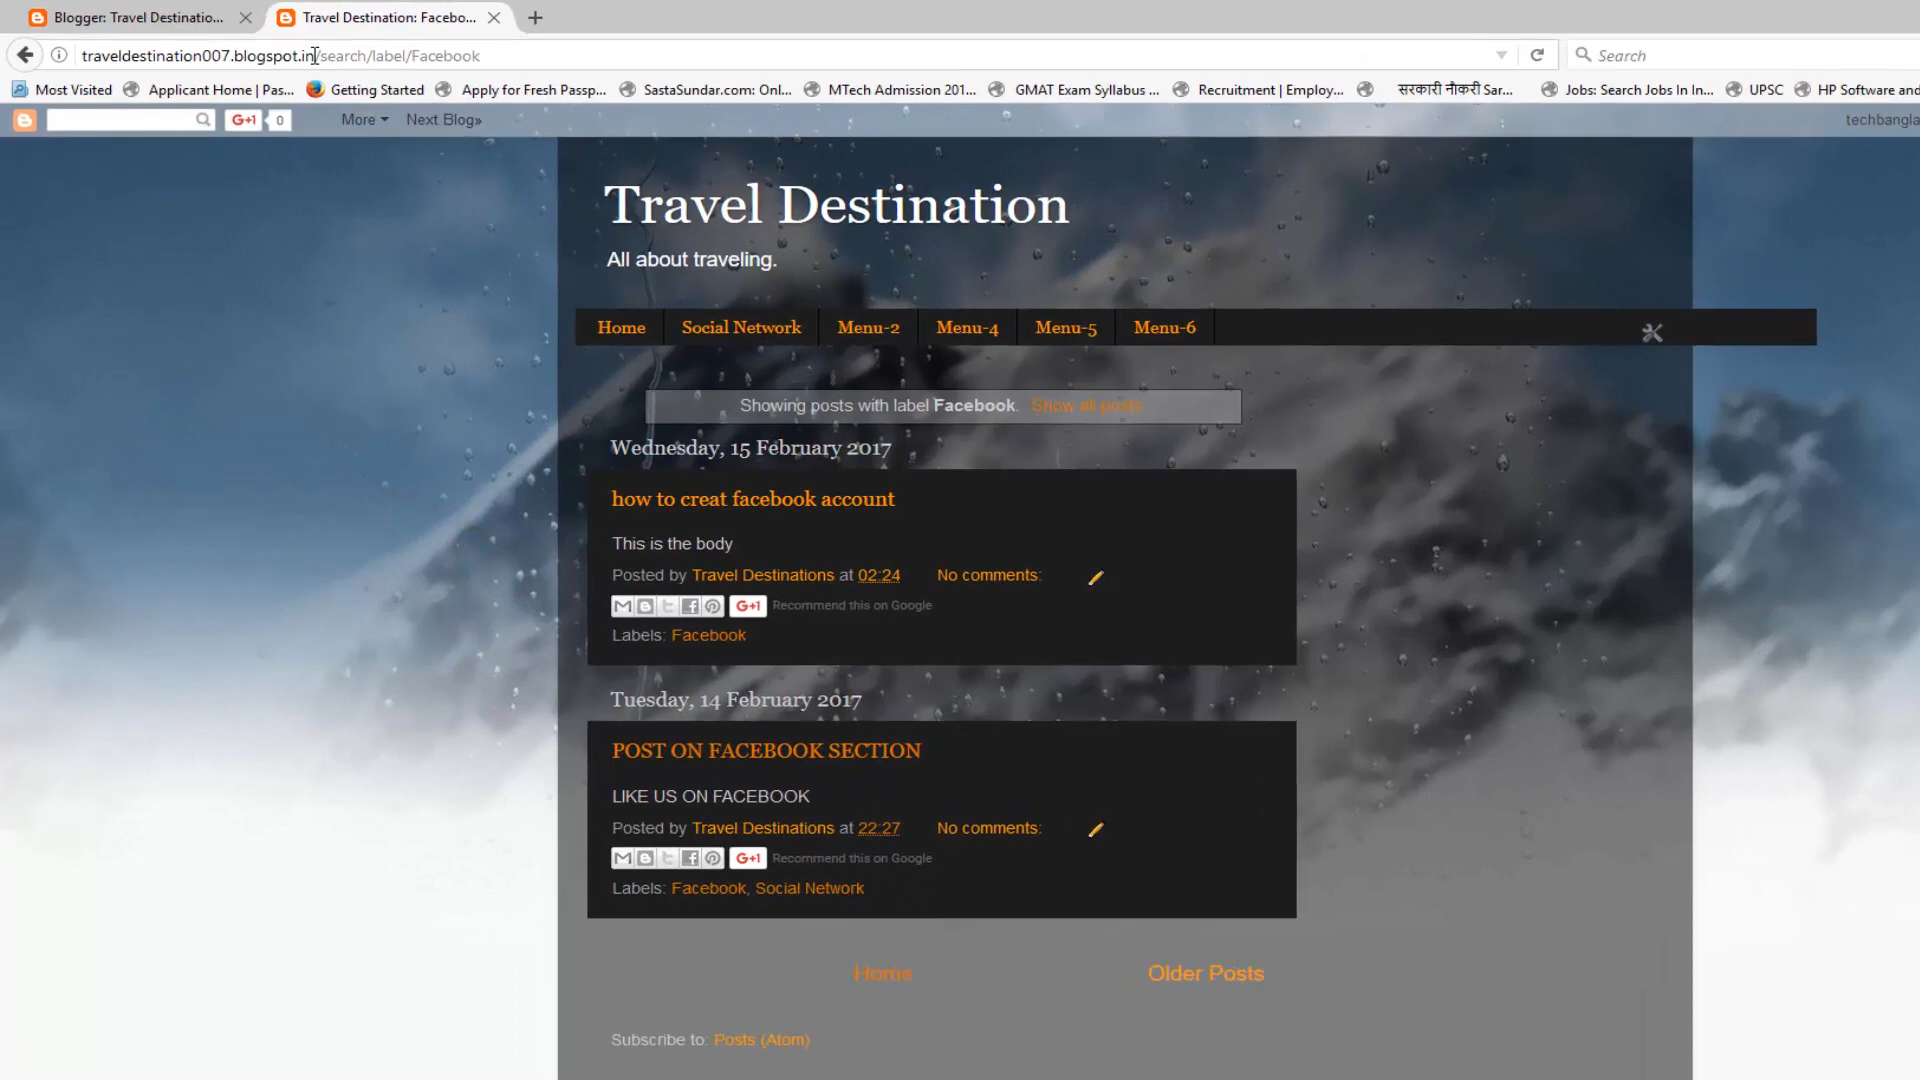 Blogger: Travel Destinatio...
Travel Destination: Facebo...
traveldestination007.blogspot.in/search/label/Facebook
Search
Most Visited
Applicant Home | Pas...
Getting Started
Apply for Fresh Passp...
SastaSundar.com: Onl...
MTech Admission 201...
GMAT Exam Syllabus ...
Recruitment | Employ...
सरकारी नौकरी Sar...
Jobs: Search Jobs In In...
UPSC
HP Software and
G+1 0
More
Next Blog»
techbangla
Travel Destination
All about traveling.
Home
Social Network
Menu-2
Menu-4
Menu-5
Menu-6
Showing posts with label Facebook. Show all posts
Wednesday, 15 February 2017
how to creat facebook account
This is the body
Posted by Travel Destinations at 02:24 No comments:
G+1 Recommend this on Google
Labels: Facebook
Tuesday, 14 February 2017
POST ON FACEBOOK SECTION
LIKE US ON FACEBOOK
Posted by Travel Destinations at 22:27 No comments:
G+1 Recommend this on Google
Labels: Facebook, Social Network
Home
Older Posts
Subscribe to: Posts (Atom)